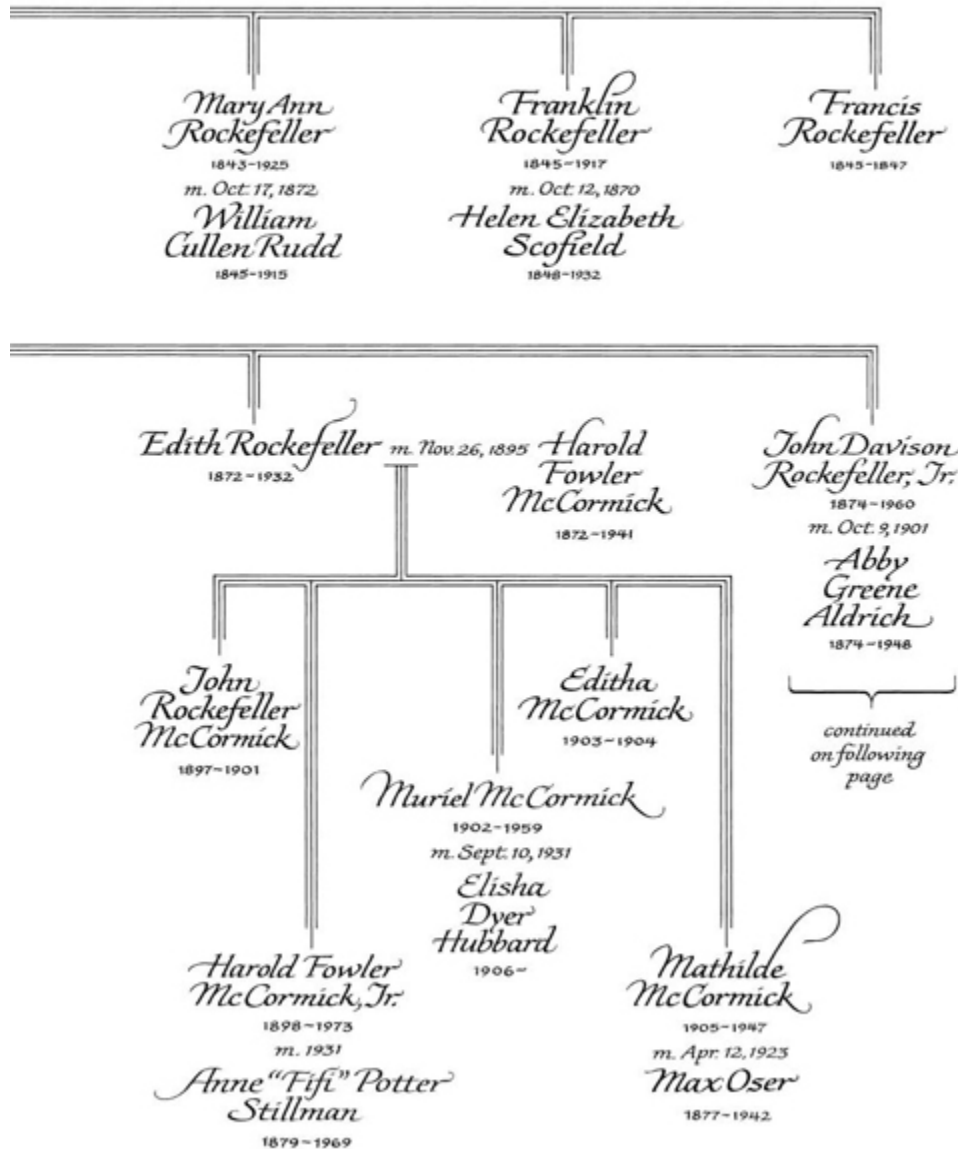 Mary Ann
Rockefeller
1843~1925
m. Oct. 17, 1872
William
Cullen Rudd
1845~1915
Franklin
Rockefeller
1845~1917
m. Oct. 12, 1870
Helen Elizabeth
Scofield
1848~1932
Francis
Rockefeller
1845~1847
Edith Rockefeller
1872~1932
m. Nov. 26, 1895
Harold
Fowler
McCormick
1872~1941
John Davison
Rockefeller, Jr.
1874~1960
m. Oct. 9, 1901
Abby
Greene
Aldrich
1874~1948
continued
on following
page
John
Rockefeller
McCormick
1897~1901
Harold Fowler
McCormick, Jr.
1898~1973
m. 1931
Anne "Fifi" Potter
Stillman
1879~1969
Muriel McCormick
1902~1959
m. Sept. 10, 1931
Elisha
Dyer
Hubbard
1906~
Editha
McCormick
1903~1904
Mathilde
McCormick
1905~1947
m. Apr. 12, 1923
Max Oser
1877~1942